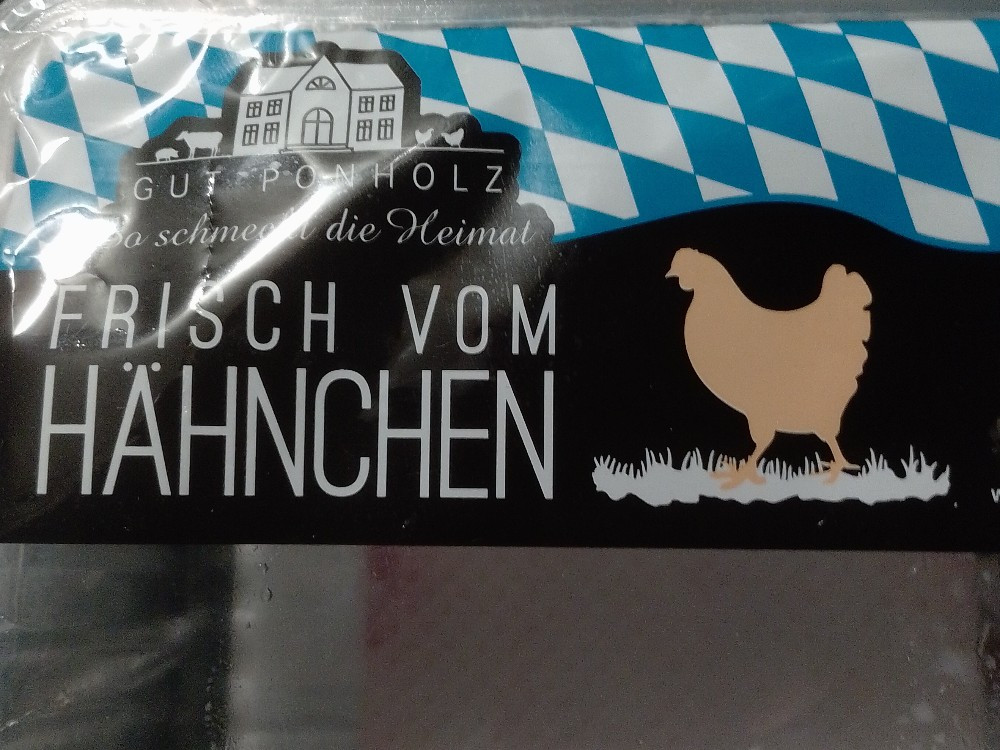 GUT PONHOLZ
So schmeckt die Heimat
FRISCH VOM
HÄHNCHEN